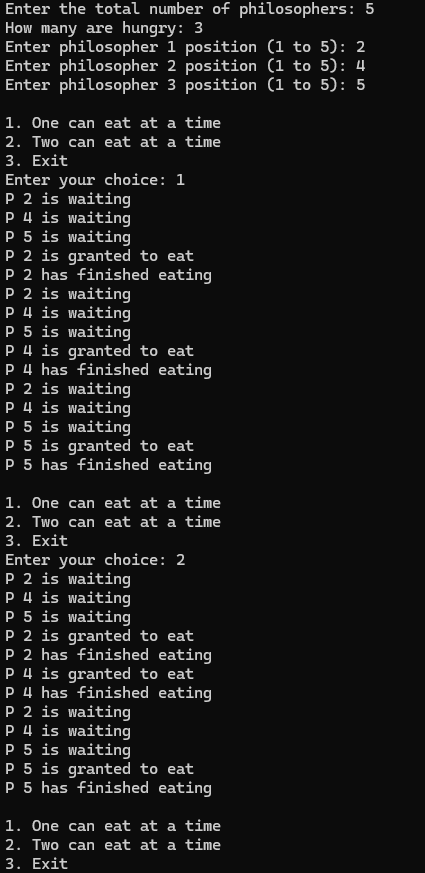 Enter the total number of philosophers: 5
How many are hungry: 3
Enter philosopher 1 position (1 to 5): 2
Enter philosopher 2 position (1 to 5): 4
Enter philosopher 3 position (1 to 5): 5

1. One can eat at a time
2. Two can eat at a time
3. Exit
Enter your choice: 1
P 2 is waiting
P 4 is waiting
P 5 is waiting
P 2 is granted to eat
P 2 has finished eating
P 2 is waiting
P 4 is waiting
P 5 is waiting
P 4 is granted to eat
P 4 has finished eating
P 2 is waiting
P 4 is waiting
P 5 is waiting
P 5 is granted to eat
P 5 has finished eating

1. One can eat at a time
2. Two can eat at a time
3. Exit
Enter your choice: 2
P 2 is waiting
P 4 is waiting
P 5 is waiting
P 2 is granted to eat
P 2 has finished eating
P 4 is granted to eat
P 4 has finished eating
P 2 is waiting
P 4 is waiting
P 5 is waiting
P 5 is granted to eat
P 5 has finished eating

1. One can eat at a time
2. Two can eat at a time
3. Exit